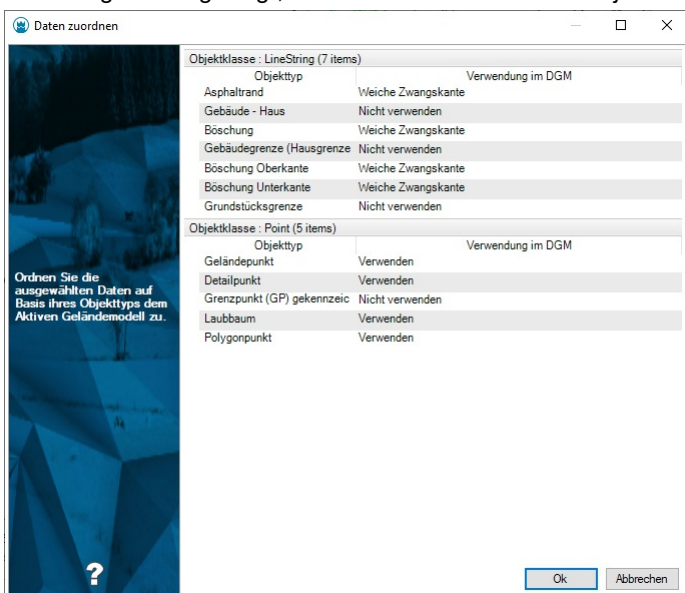 Daten zuordnen
Objektklasse : LineString (7 items)
Objekttyp Verwendung im DGM
Asphaltrand Weiche Zwangskante
Gebäude - Haus Nicht verwenden
Böschung Weiche Zwangskante
Gebäudegrenze (Hausgrenze Nicht verwenden
Böschung Oberkante Weiche Zwangskante
Böschung Unterkante Weiche Zwangskante
Grundstücksgrenze Nicht verwenden
Objektklasse : Point (5 items)
Objekttyp Verwendung im DGM
Geländepunkt Verwenden
Detailpunkt Verwenden
Grenzpunkt (GP) gekennzeic Nicht verwenden
Laubbaum Verwenden
Polygonpunkt Verwenden
Ordnen Sie die
ausgewählten Daten auf
Basis ihres Objekttyps dem
Aktiven Geländemodell zu.
?
Ok Abbrechen